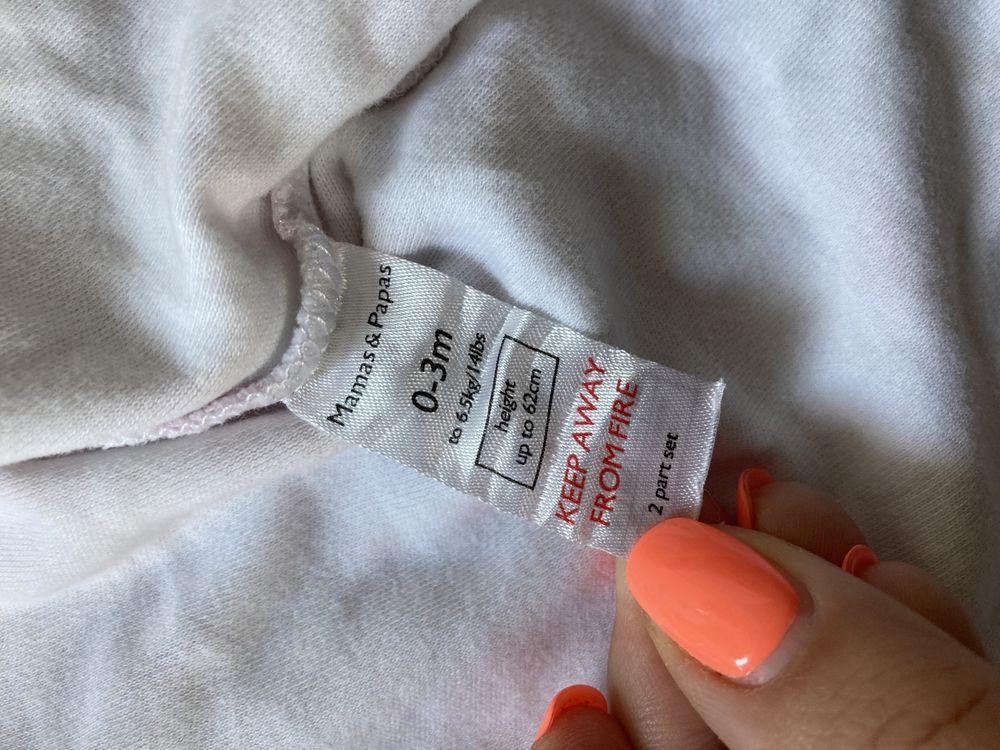 Mamas & Papas
0-3m
to 6.5kg/14lbs
height
up to 62cm
KEEP AWAY
FROM FIRE
2 part set